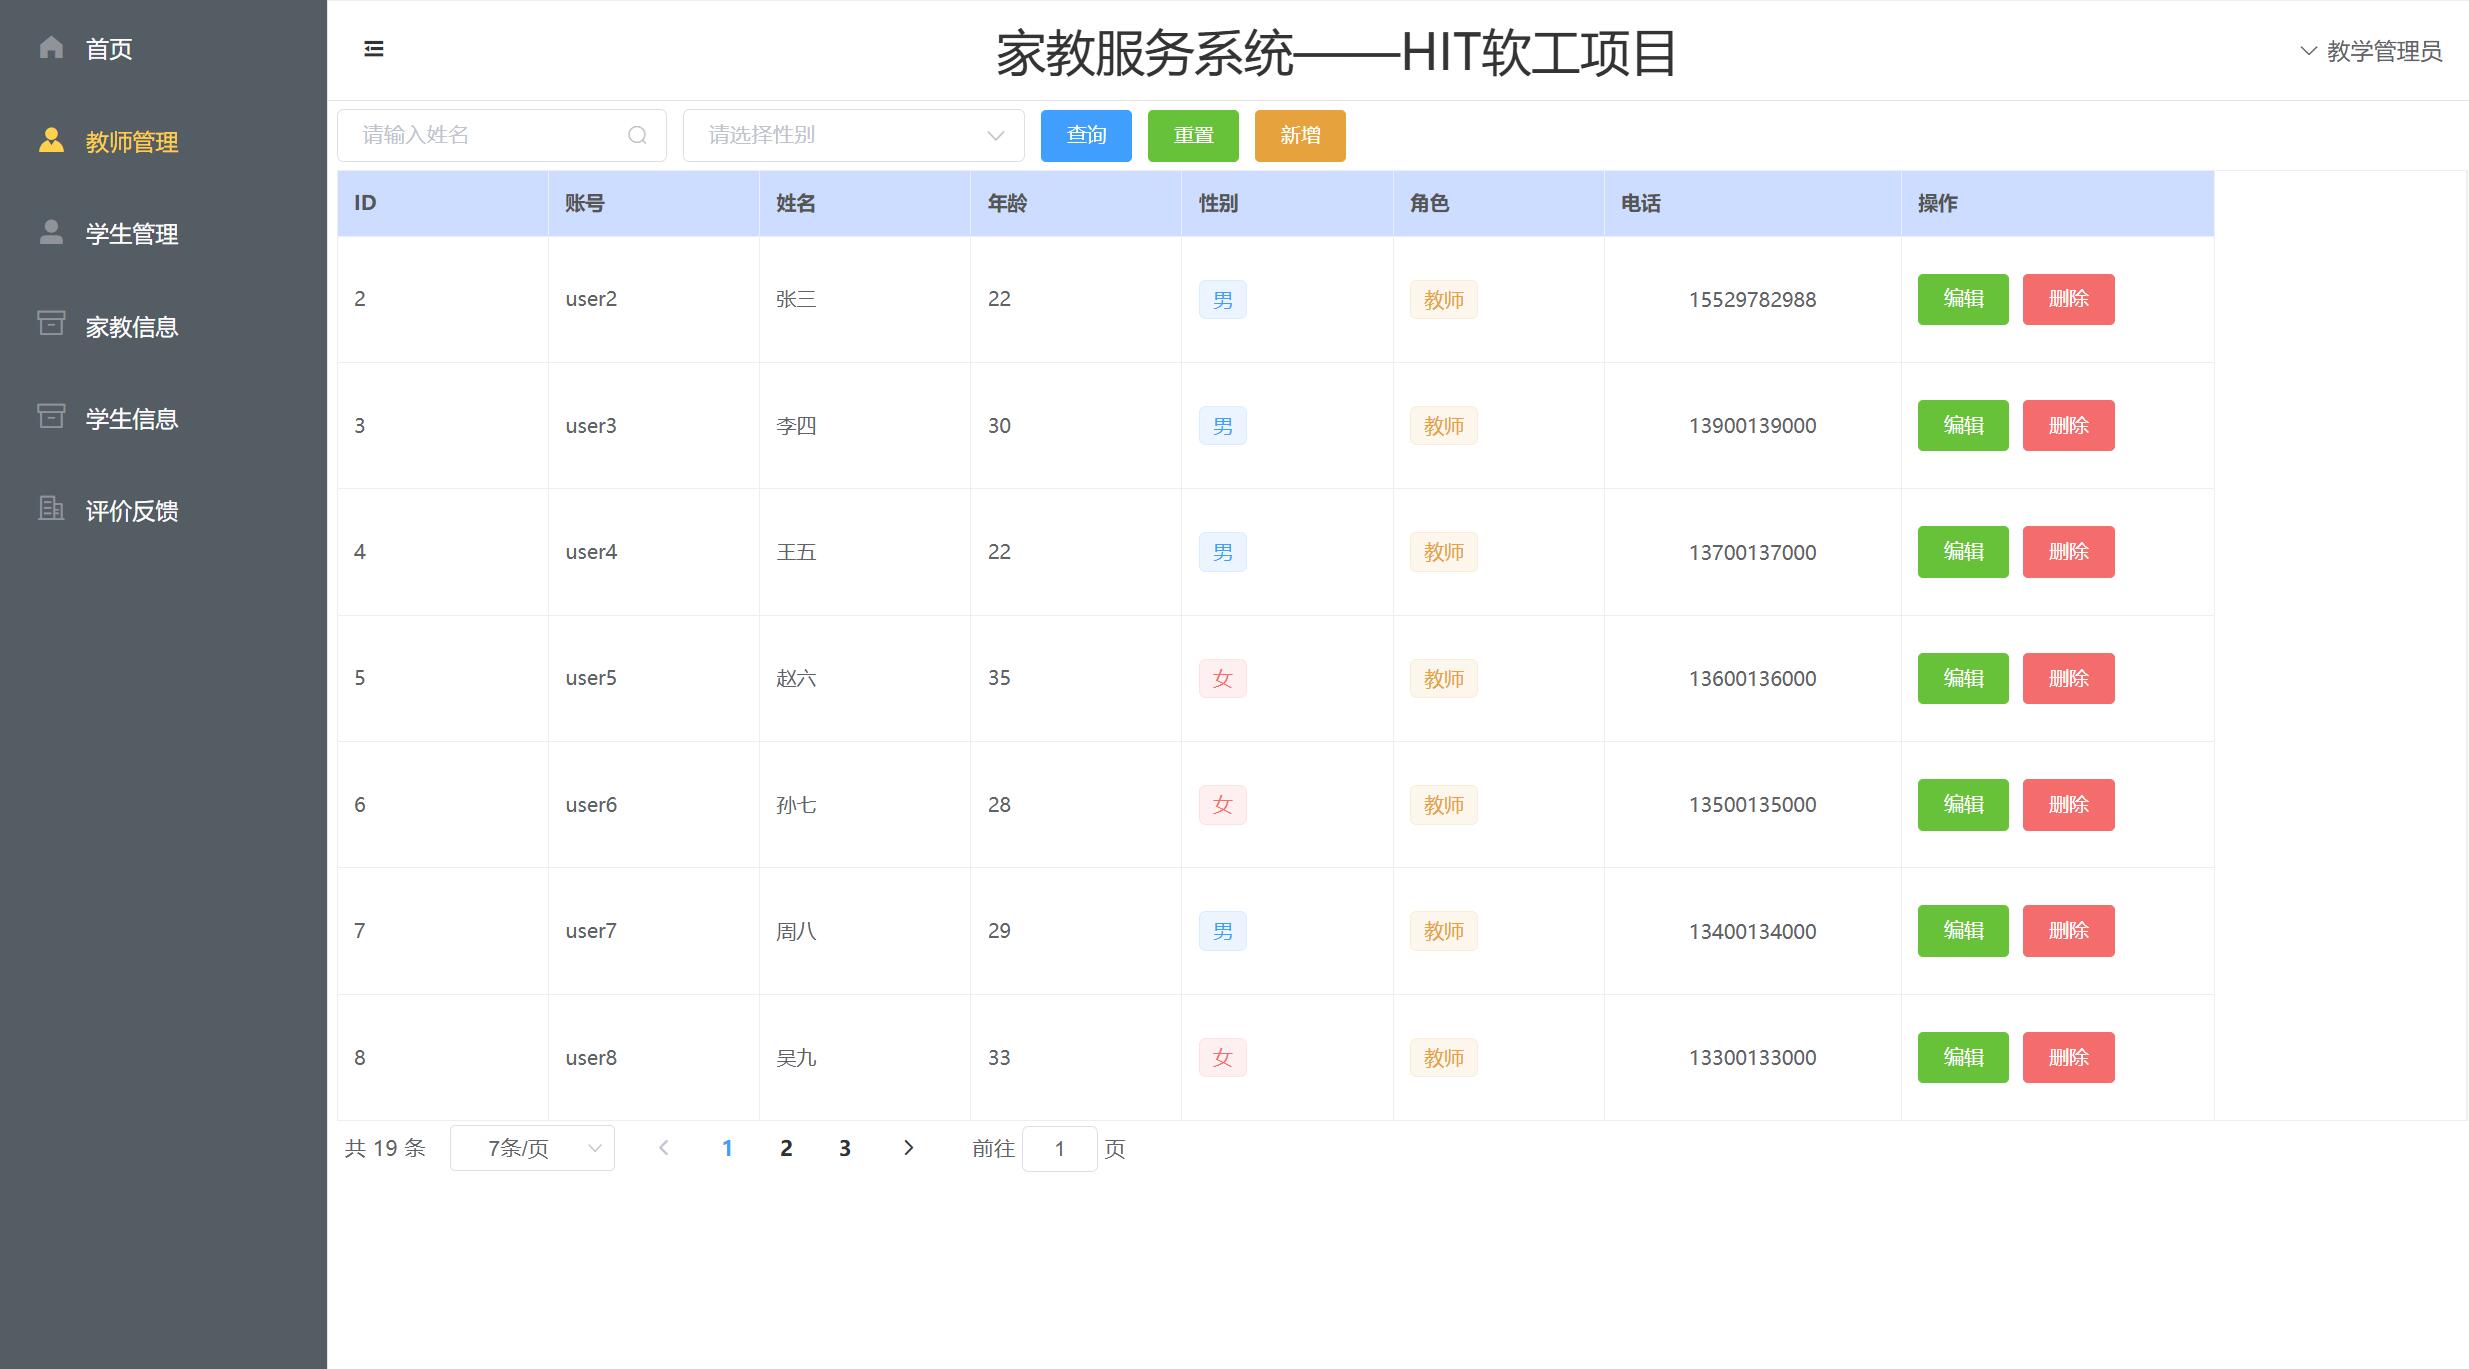 首页
教师管理
学生管理
家教信息
学生信息
评价反馈
家教服务系统——HIT软工项目
教学管理员
请输入姓名 请选择性别 查询 重置 新增
ID 账号 姓名 年龄 性别 角色 电话 操作
2 user2 张三 22 男 教师 15529782988 编辑 删除
3 user3 李四 30 男 教师 13900139000 编辑 删除
4 user4 王五 22 男 教师 13700137000 编辑 删除
5 user5 赵六 35 女 教师 13600136000 编辑 删除
6 user6 孙七 28 女 教师 13500135000 编辑 删除
7 user7 周八 29 男 教师 13400134000 编辑 删除
8 user8 吴九 33 女 教师 13300133000 编辑 删除
共 19 条 7条/页 1 2 3 前往 1 页